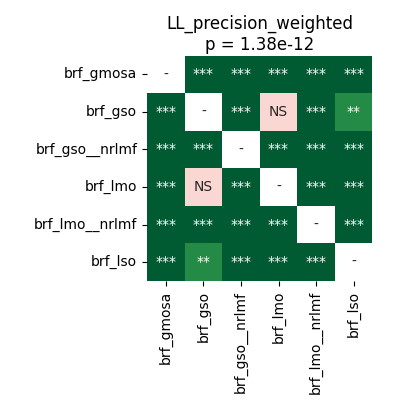 LL_precision_weighted
p = 1.38e-12
brf_gmosa - *** *** *** *** ***
brf_gso *** - *** NS *** **
brf_gso__nrlmf *** *** - *** *** ***
brf_lmo *** NS *** - *** ***
brf_lmo__nrlmf *** *** *** *** - ***
brf_lso *** ** *** *** *** -
brf_gmosa
brf_gso
brf_gso__nrlmf
brf_lmo
brf_lmo__nrlmf
brf_lso